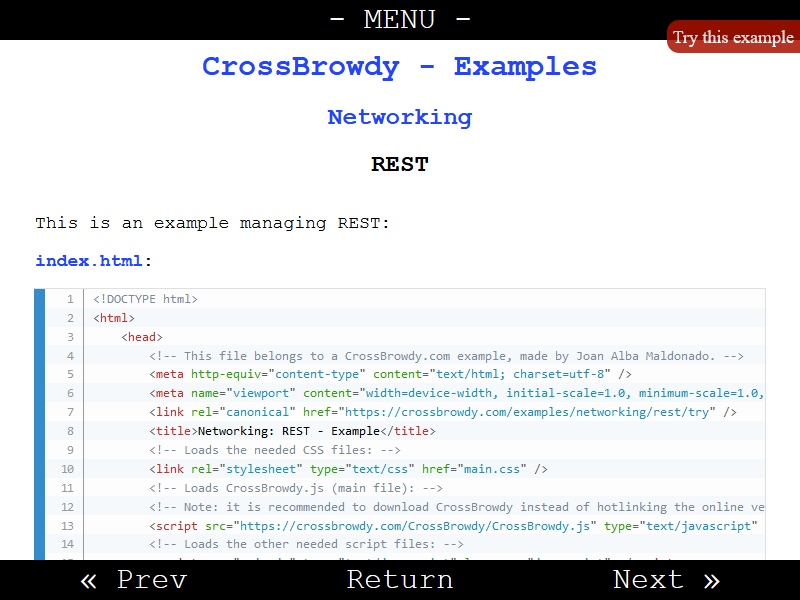 - MENU -
Try this example
CrossBrowdy - Examples
Networking
REST
This is an example managing REST:
index.html:
1 <!DOCTYPE html>
2 <html>
3 <head>
4 <!-- This file belongs to a CrossBrowdy.com example, made by Joan Alba Maldonado. -->
5 <meta http-equiv="content-type" content="text/html; charset=utf-8" />
6 <meta name="viewport" content="width=device-width, initial-scale=1.0, minimum-scale=1.0,
7 <link rel="canonical" href="https://crossbrowdy.com/examples/networking/rest/try" />
8 <title>Networking: REST - Example</title>
9 <!-- Loads the needed CSS files: -->
10 <link rel="stylesheet" type="text/css" href="main.css" />
11 <!-- Loads CrossBrowdy.js (main file): -->
12 <!-- Note: it is recommended to download CrossBrowdy instead of hotlinking the online ve
13 <script src="https://crossbrowdy.com/CrossBrowdy/CrossBrowdy.js" type="text/javascript"
14 <!-- Loads the other needed script files: -->
« Prev Return Next »